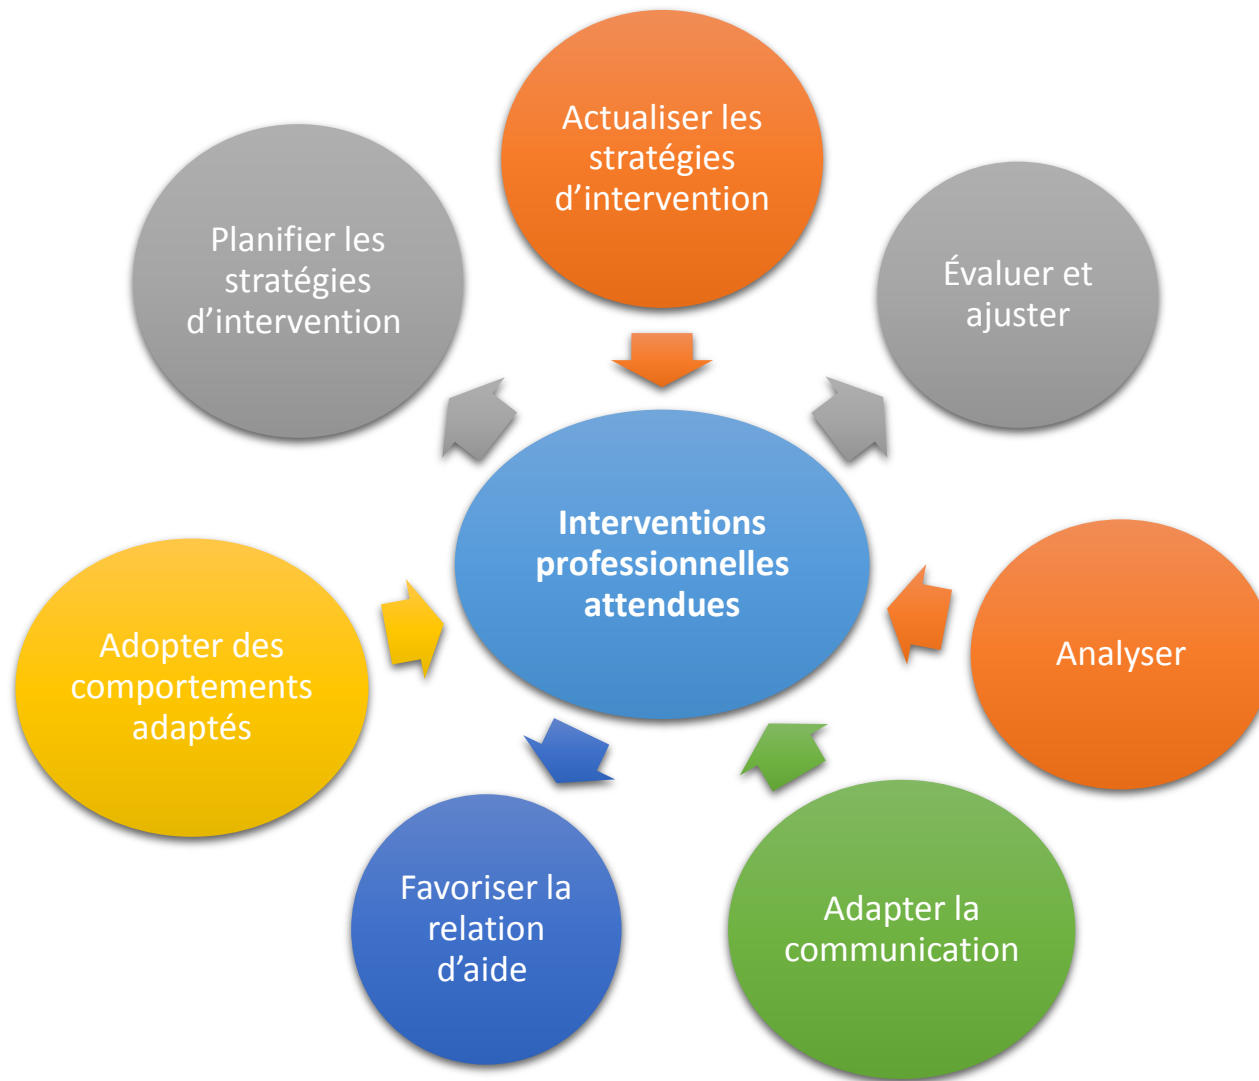 Actualiser les
stratégies
d’intervention
Planifier les
stratégies
d’intervention
Évaluer et
ajuster
Interventions
professionnelles
attendues
Adopter des
comportements
adaptés
Analyser
Favoriser la
relation
d’aide
Adapter la
communication